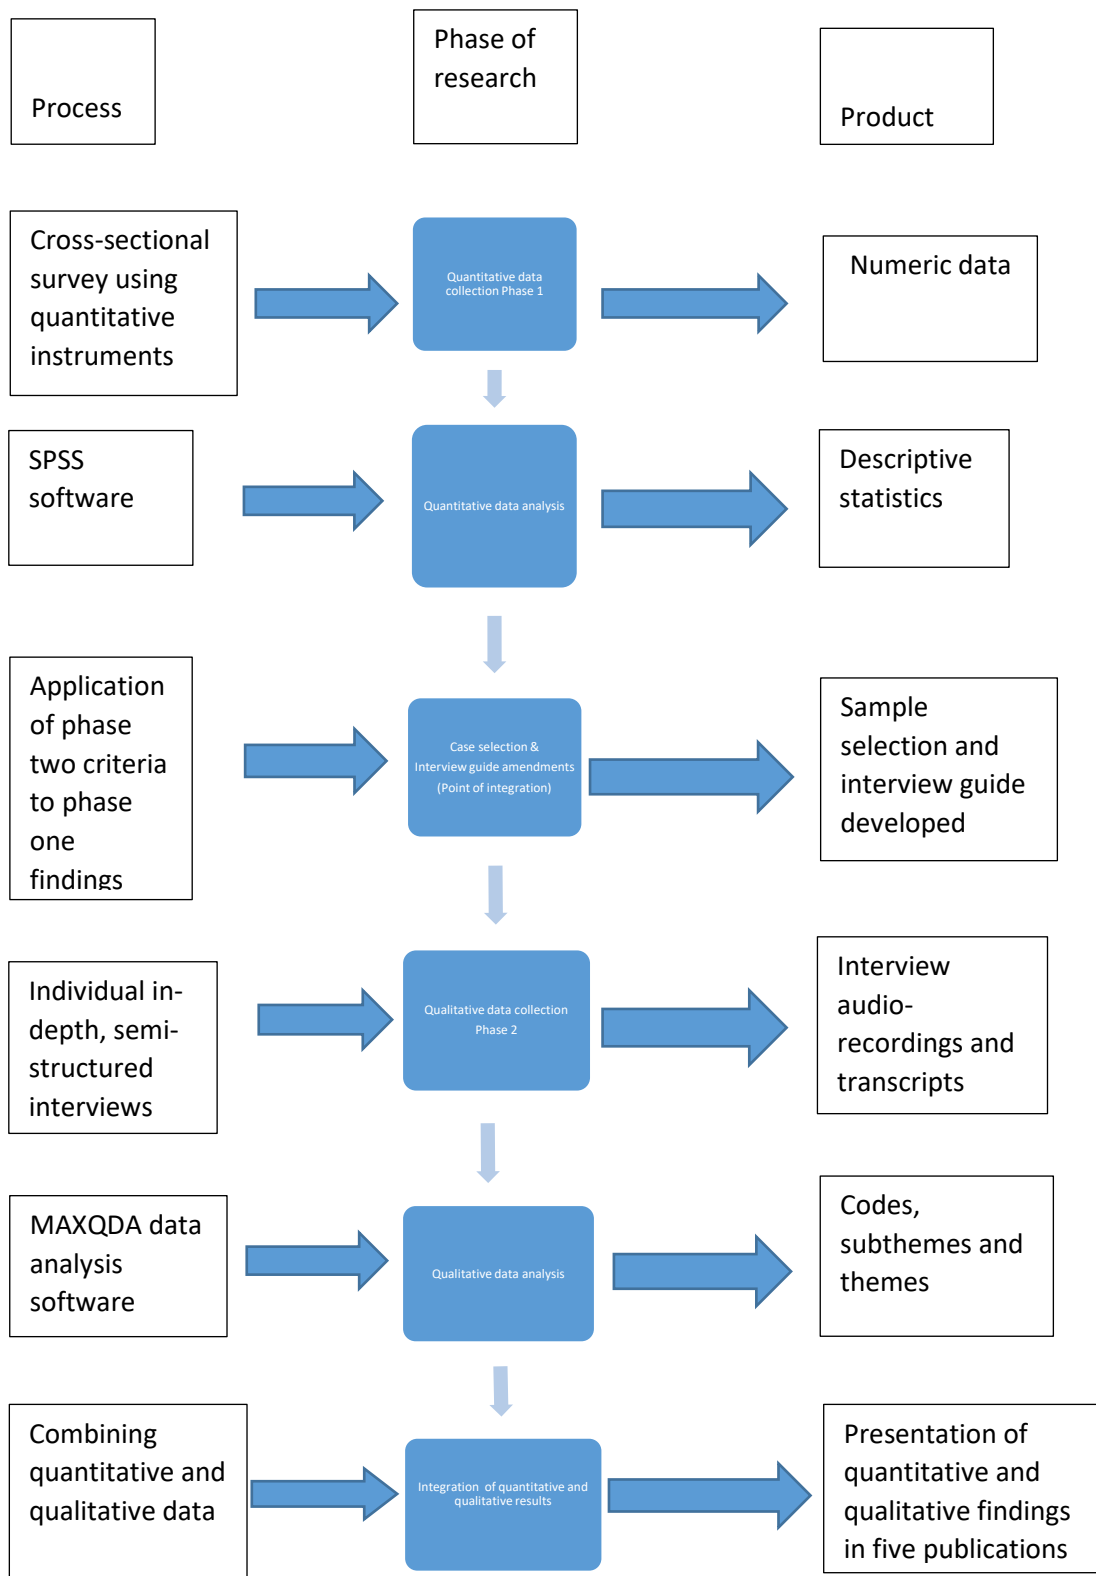 Process
Phase of
research
Product
Cross-sectional
survey using
quantitative
instruments
Quantitative data
collection Phase 1
Numeric data
SPSS
software
Quantitative data analysis
Descriptive
statistics
Application
of phase
two criteria
to phase
one
findings
Case selection &
Interview guide amendments
(Point of integration)
Sample
selection and
interview guide
developed
Individual in-
depth, semi-
structured
interviews
Qualitative data collection
Phase 2
Interview
audio-
recordings and
transcripts
MAXQDA data
analysis
software
Qualitative data analysis
Codes,
subthemes and
themes
Combining
quantitative and
qualitative data
Integration of quantitative and
qualitative results
Presentation of
quantitative and
qualitative findings
in five publications